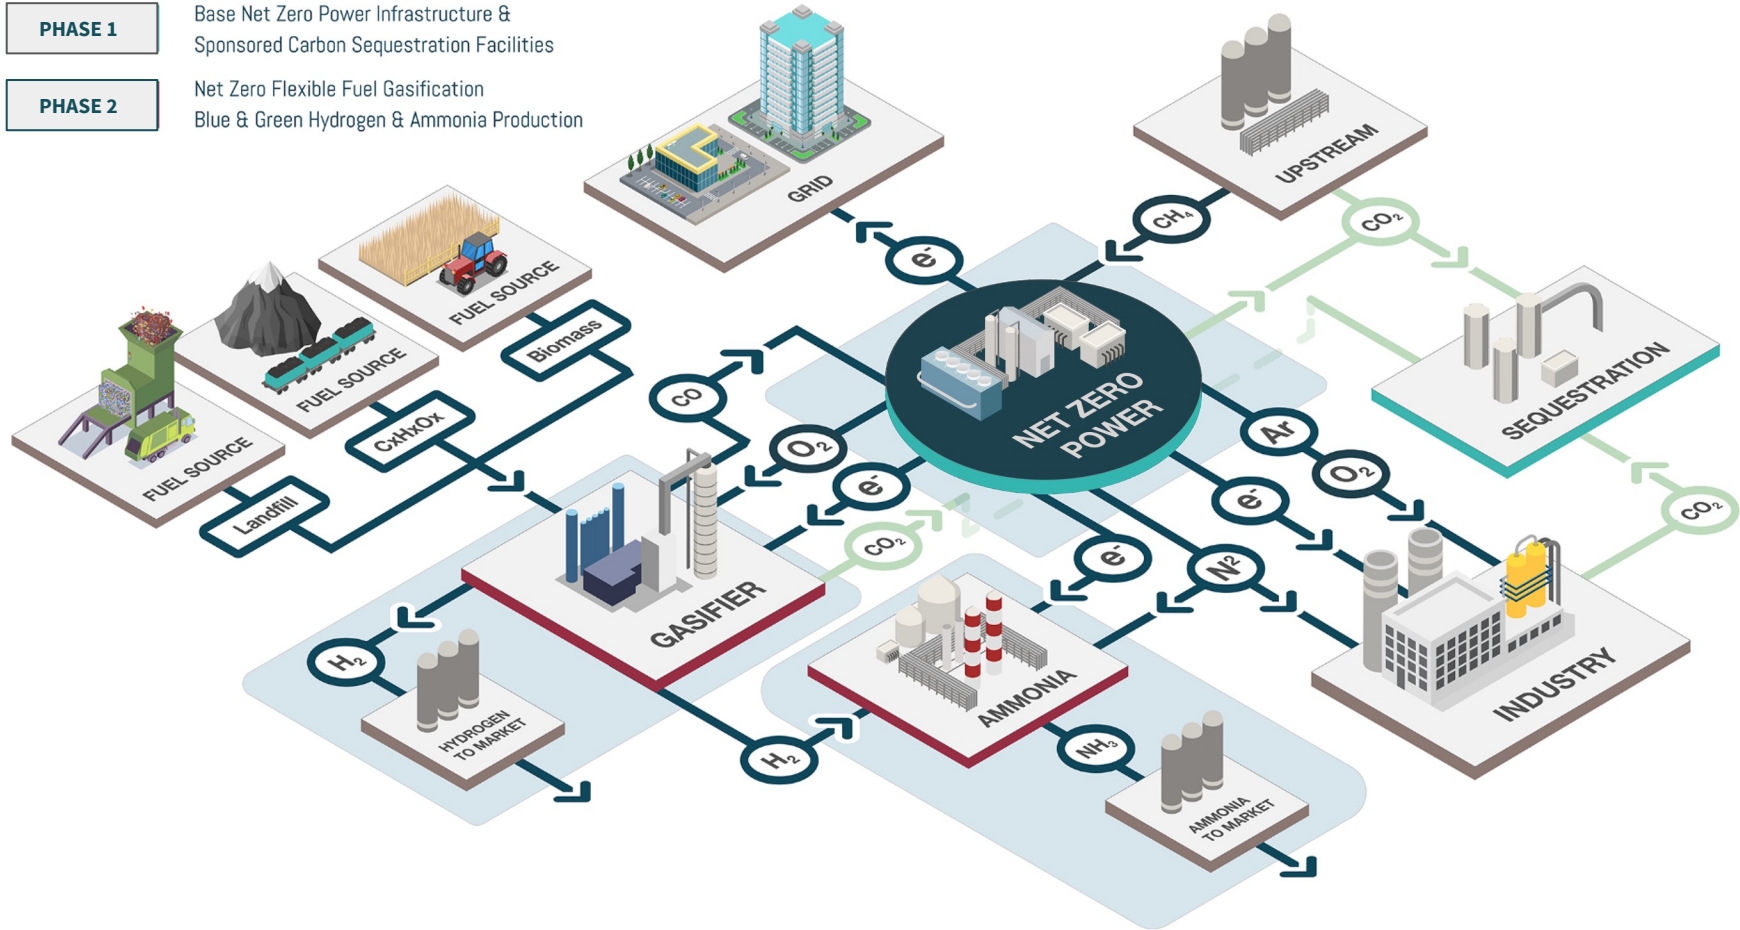 PHASE 1
Base Net Zero Power Infrastructure &
Sponsored Carbon Sequestration Facilities
PHASE 2
Net Zero Flexible Fuel Gasification
Blue & Green Hydrogen & Ammonia Production
GRID
UPSTREAM
CH₄
CO₂
e⁻
FUEL SOURCE
Biomass
FUEL SOURCE
CxHxOx
FUEL SOURCE
Landfill
CO
O₂
e⁻
CO₂
NET ZERO
POWER
Ar
O₂
e⁻
SEQUESTRATION
CO₂
e⁻
N²
GASIFIER
H₂
HYDROGEN
TO MARKET
H₂
AMMONIA
NH₃
AMMONIA
TO MARKET
INDUSTRY